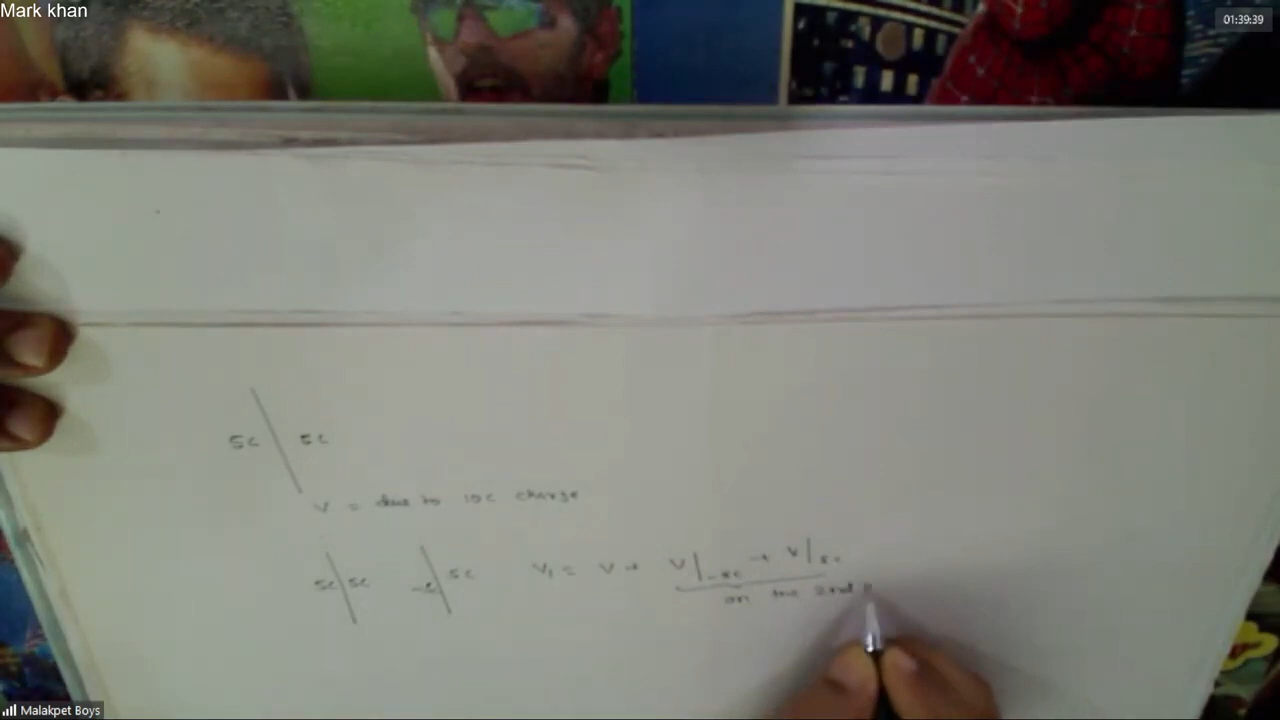 Mark khan
01:39:39
5c 5c
V = due to 10c charge
5c 5c -5c 5c V₁ = V + V|₋₅c + V|₅c
on the 2nd
Malakpet Boys